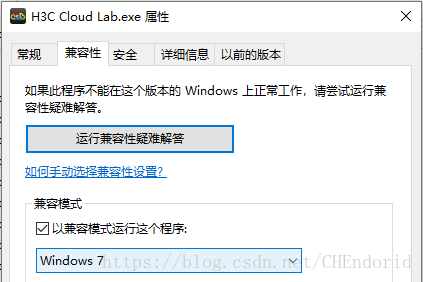 H3C Cloud Lab.exe 属性
常规 兼容性 安全 详细信息 以前的版本
如果此程序不能在这个版本的 Windows 上正常工作，请尝试运行兼
容性疑难解答。
运行兼容性疑难解答
如何手动选择兼容性设置?
兼容模式
以兼容模式运行这个程序:
Windows 7
https://blog.csdn.net/CHEndorid